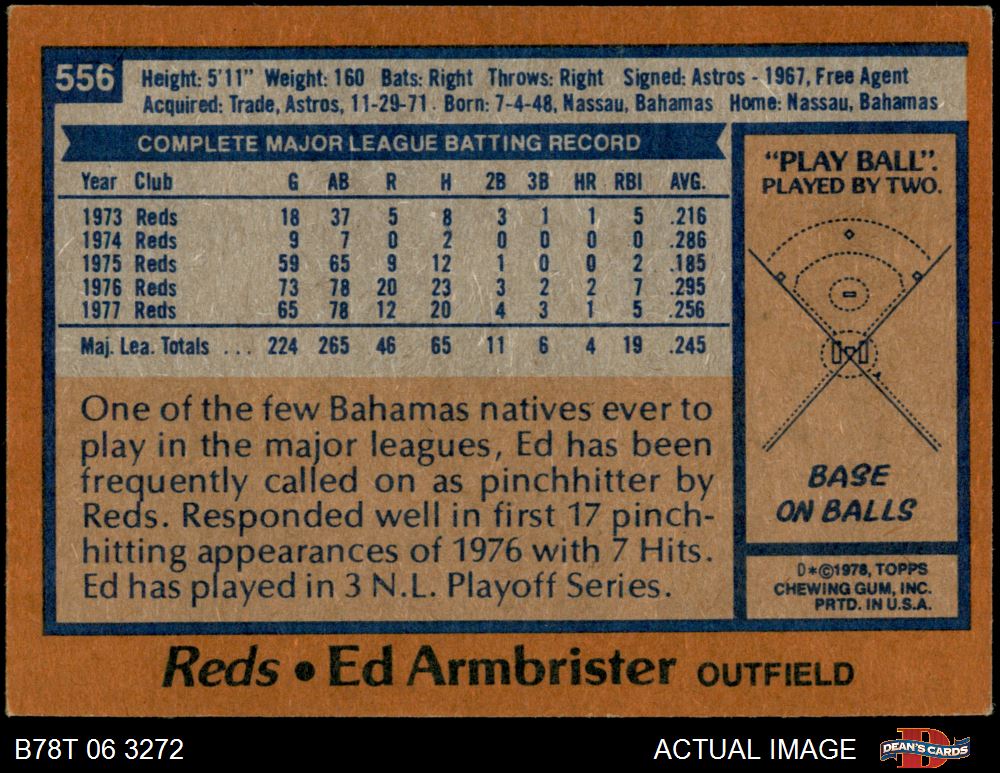 556
Height: 5'11" Weight: 160 Bats: Right Throws: Right Signed: Astros - 1967, Free Agent
Acquired: Trade, Astros, 11-29-71. Born: 7-4-48, Nassau, Bahamas Home: Nassau, Bahamas
COMPLETE MAJOR LEAGUE BATTING RECORD
Year Club G AB R H 2B 3B HR RBI AVG.
1973 Reds 18 37 5 8 3 1 1 5 .216
1974 Reds 9 7 0 2 0 0 0 0 .286
1975 Reds 59 65 9 12 1 0 0 2 .185
1976 Reds 73 78 20 23 3 2 2 7 .295
1977 Reds 65 78 12 20 4 3 1 5 .256
Maj. Lea. Totals ... 224 265 46 65 11 6 4 19 .245
One of the few Bahamas natives ever to
play in the major leagues, Ed has been
frequently called on as pinchhitter by
Reds. Responded well in first 17 pinch-
hitting appearances of 1976 with 7 Hits.
Ed has played in 3 N.L. Playoff Series.
"PLAY BALL".
PLAYED BY TWO.
BASE
ON BALLS
D*©1978, TOPPS
CHEWING GUM, INC.
PRTD. IN U.S.A.
Reds • Ed Armbrister OUTFIELD
B78T 06 3272
ACTUAL IMAGE
DEAN'S CARDS